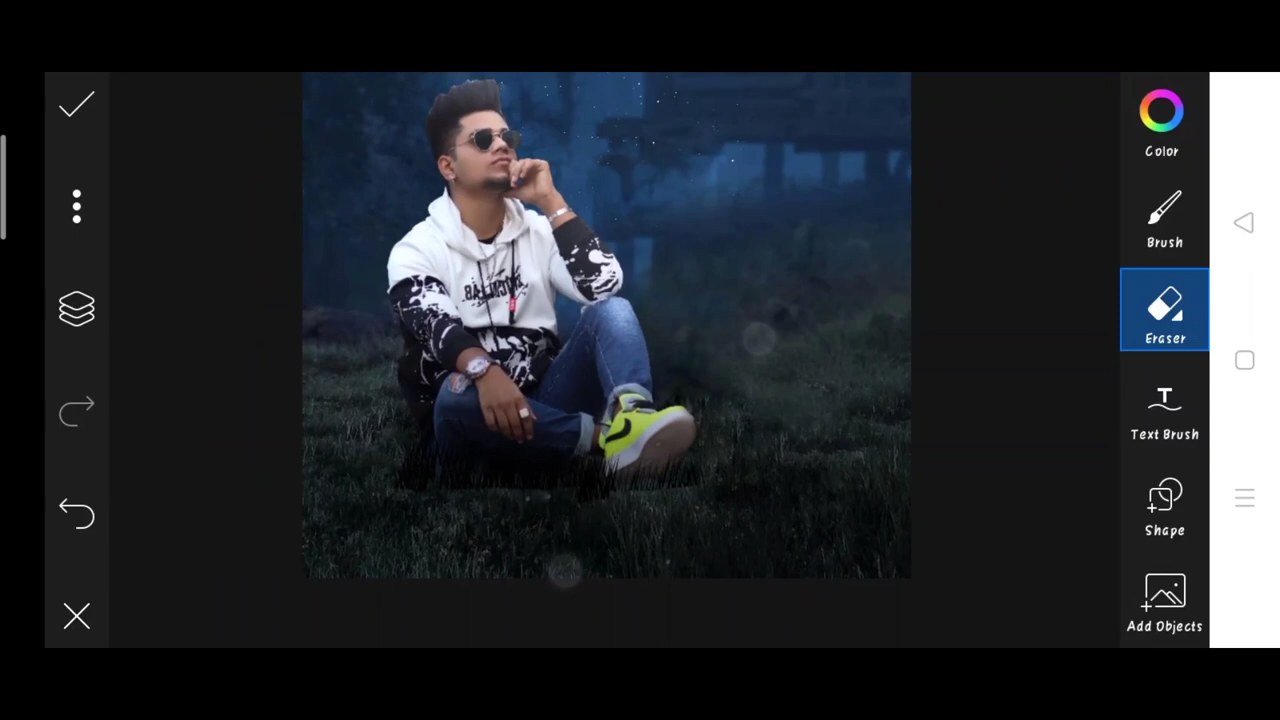 Color
Brush
Eraser
Text Brush
Shape
Add Objects